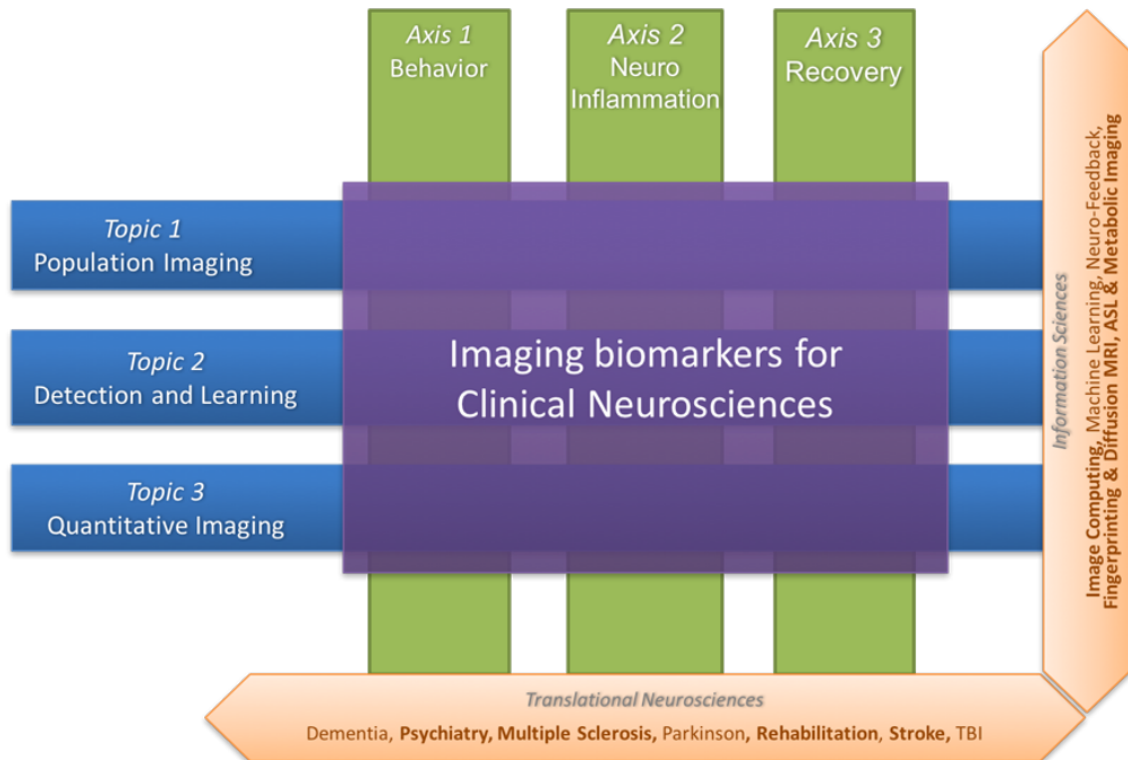 Axis 1
Behavior
Axis 2
Neuro
Inflammation
Axis 3
Recovery
Topic 1
Population Imaging
Topic 2
Detection and Learning
Topic 3
Quantitative Imaging
Imaging biomarkers for
Clinical Neurosciences
Information Sciences
Image Computing, Machine Learning, Neuro-Feedback,
Fingerprinting & Diffusion MRI, ASL & Metabolic Imaging
Translational Neurosciences
Dementia, Psychiatry, Multiple Sclerosis, Parkinson, Rehabilitation, Stroke, TBI